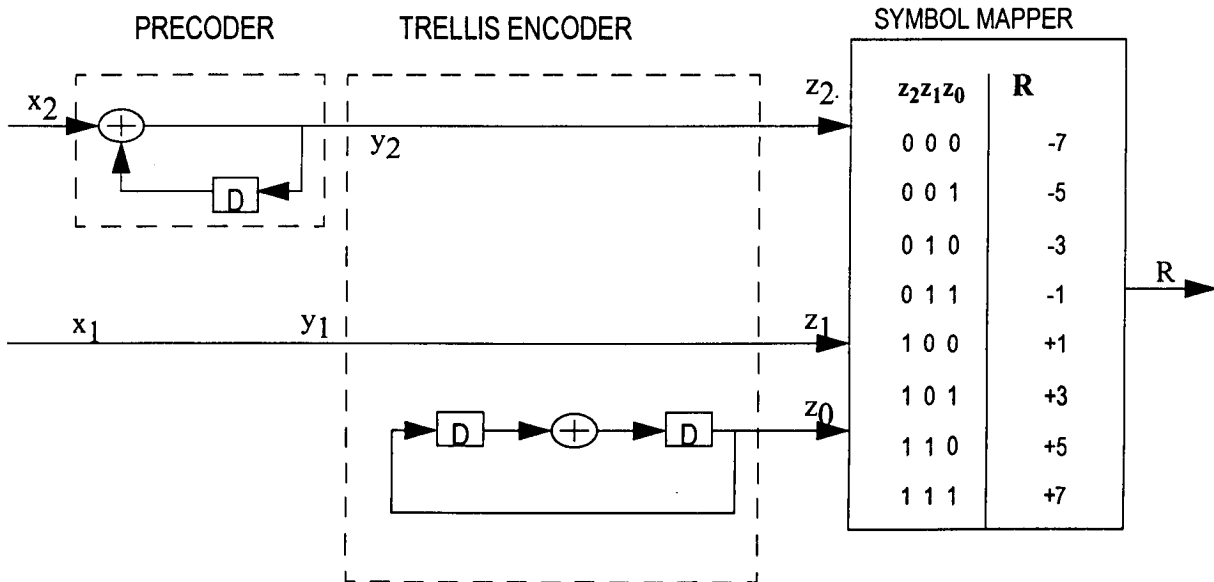 PRECODER
TRELLIS ENCODER
SYMBOL MAPPER
x2
y2
z2
D
x1
y1
z1
D
D
z0
z2z1z0 R
0 0 0 -7
0 0 1 -5
0 1 0 -3
0 1 1 -1
1 0 0 +1
1 0 1 +3
1 1 0 +5
1 1 1 +7
R